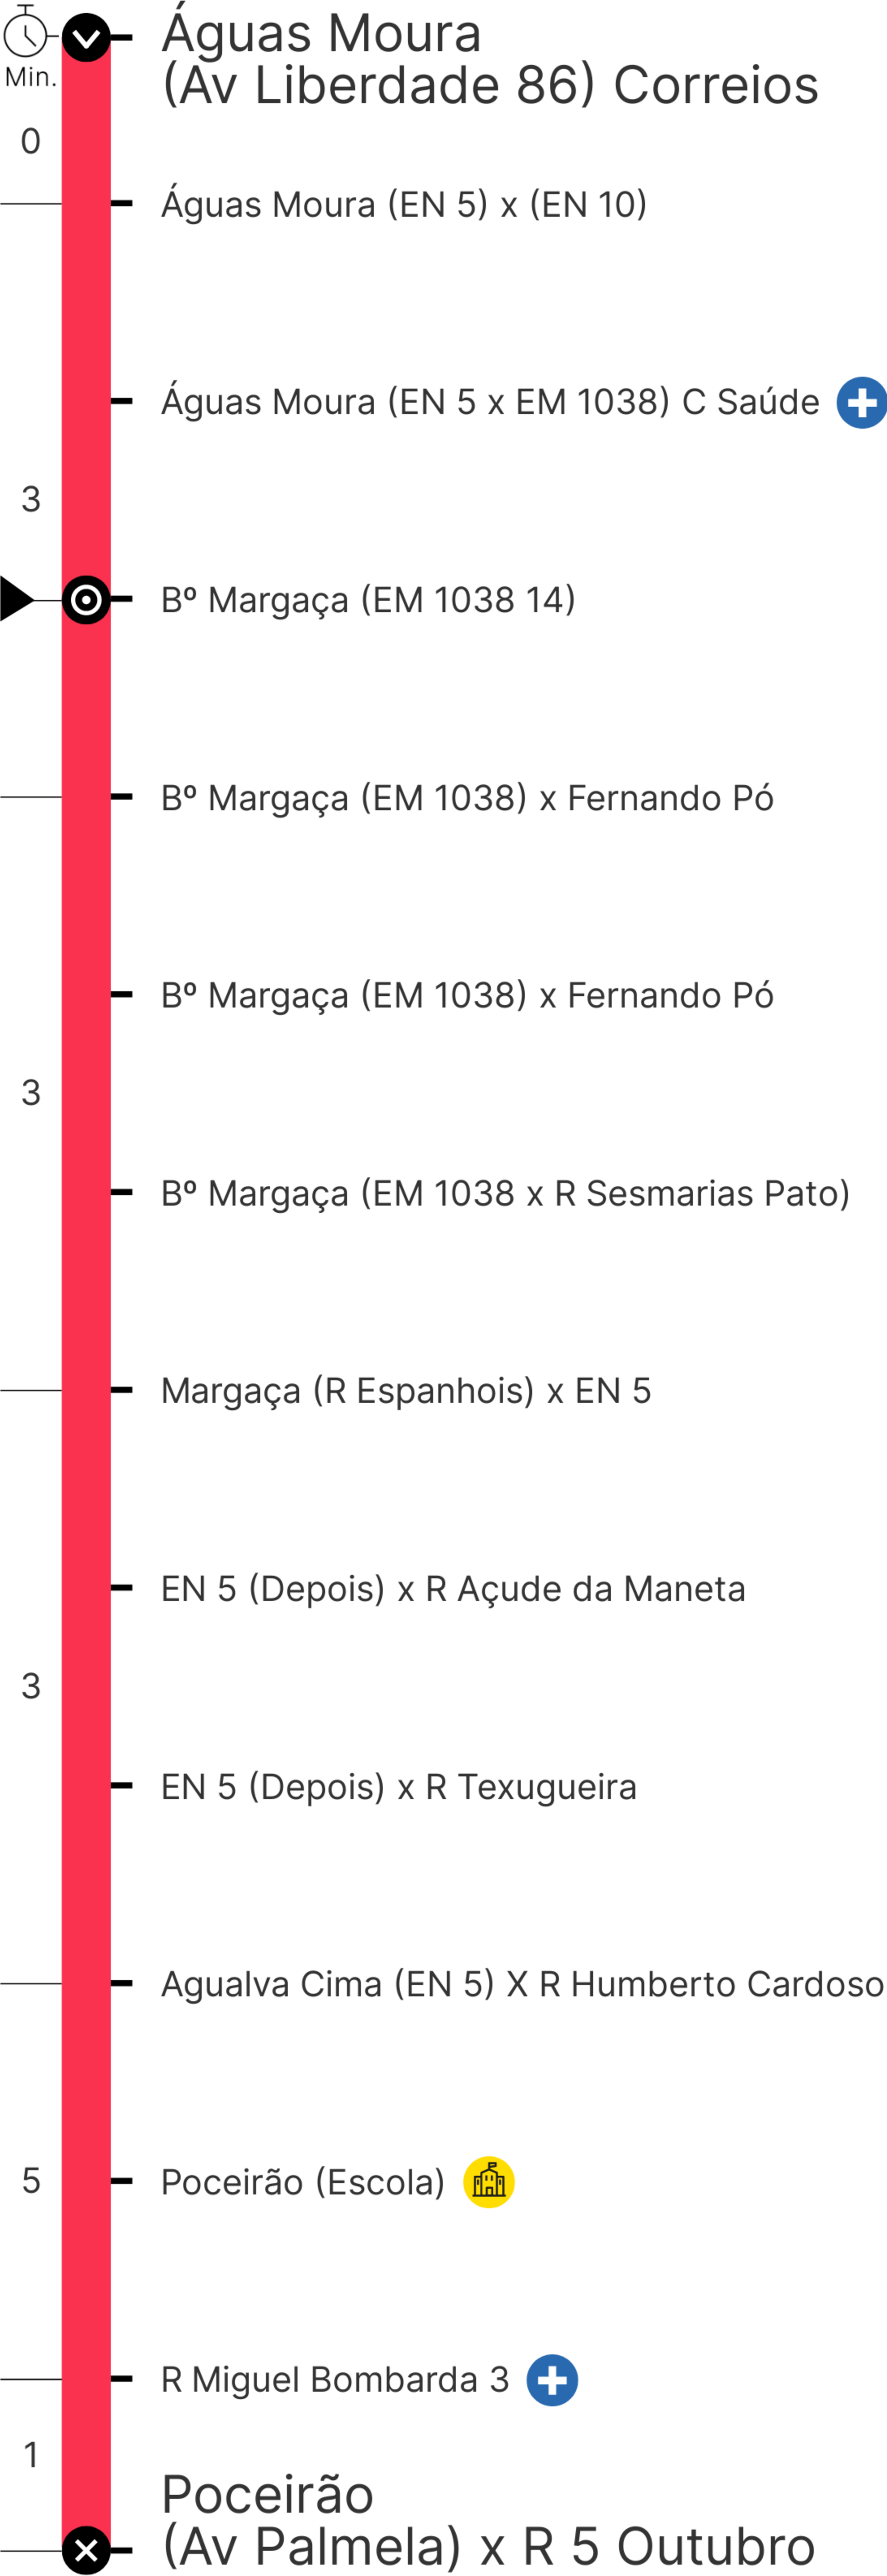 Águas Moura
(Av Liberdade 86) Correios
Min.
0
Águas Moura (EN 5) x (EN 10)
Águas Moura (EN 5 x EM 1038) C Saúde
3
Bº Margaça (EM 1038 14)
Bº Margaça (EM 1038) x Fernando Pó
Bº Margaça (EM 1038) x Fernando Pó
3
Bº Margaça (EM 1038 x R Sesmarias Pato)
Margaça (R Espanhois) x EN 5
EN 5 (Depois) x R Açude da Maneta
3
EN 5 (Depois) x R Texugueira
Agualva Cima (EN 5) X R Humberto Cardoso
5
Poceirão (Escola)
R Miguel Bombarda 3
1
Poceirão
(Av Palmela) x R 5 Outubro